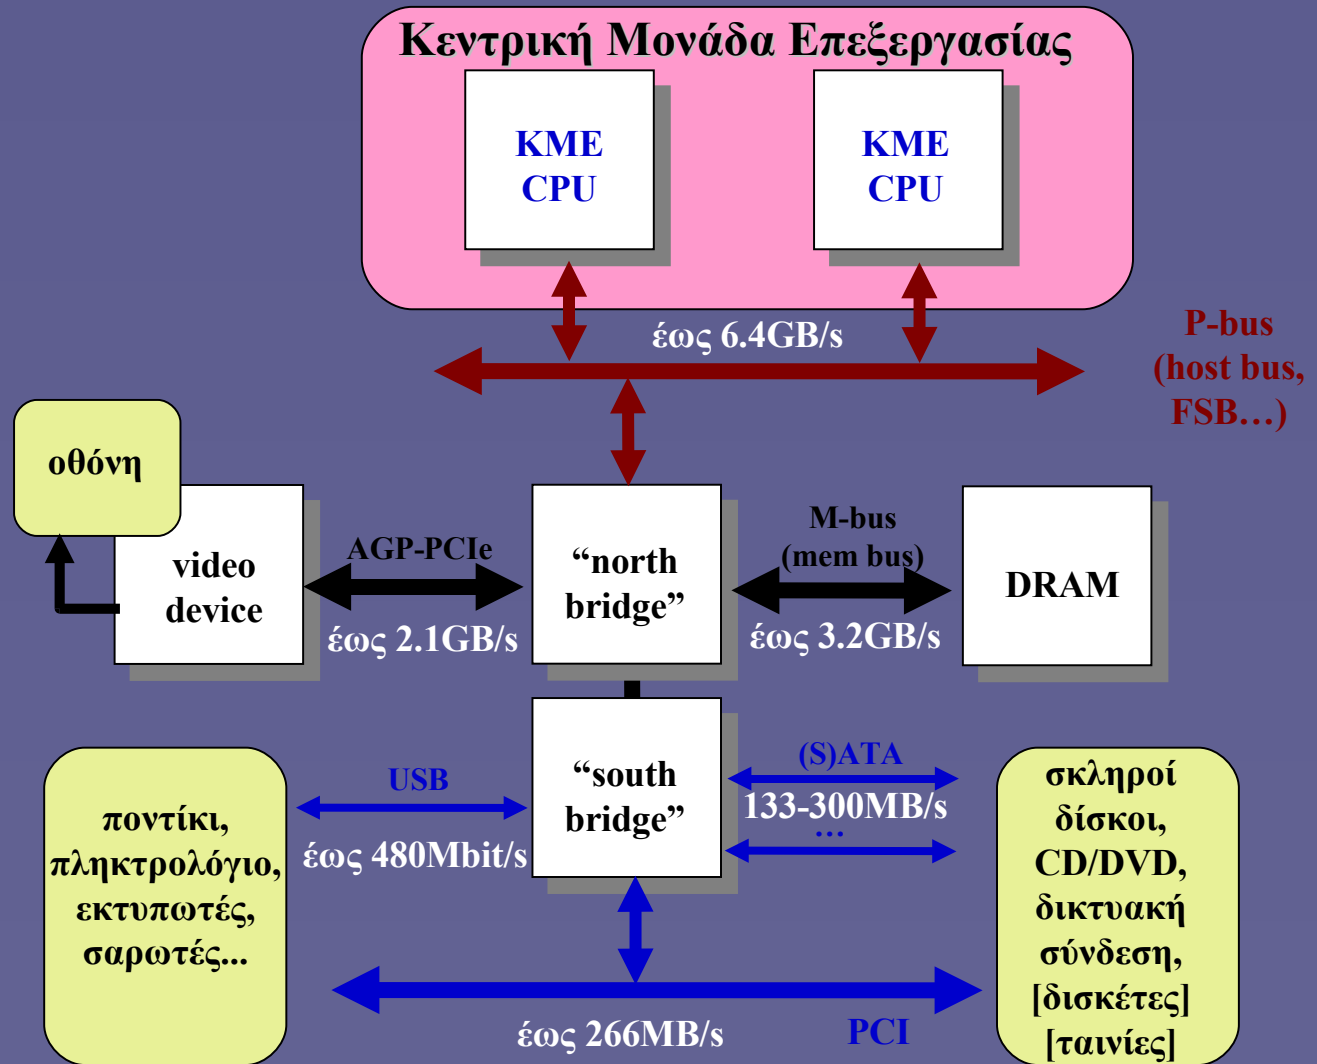 Κεντρική Μονάδα Επεξεργασίας
ΚΜΕ
CPU
ΚΜΕ
CPU
έως 6.4GB/s
P-bus
(host bus,
FSB…)
οθόνη
video
device
AGP-PCIe
έως 2.1GB/s
“north
bridge”
M-bus
(mem bus)
έως 3.2GB/s
DRAM
ποντίκι,
πληκτρολόγιο,
εκτυπωτές,
σαρωτές...
USB
έως 480Mbit/s
“south
bridge”
(S)ATA
133-300MB/s
…
σκληροί
δίσκοι,
CD/DVD,
δικτυακή
σύνδεση,
[δισκέτες]
[ταινίες]
έως 266MB/s
PCI